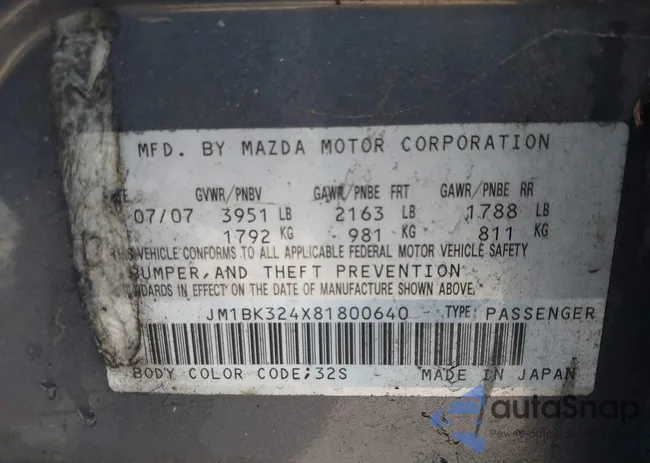 MFD. BY MAZDA MOTOR CORPORATION
GVWR/PNBV GAWR/PNBE FRT GAWR/PNBE RR
07/07 3951 LB 2163 LB 1788 LB
1792 KG 981 KG 811 KG
VEHICLE CONFORMS TO ALL APPLICABLE FEDERAL MOTOR VEHICLE SAFETY
UMPER, AND THEFT PREVENTION
DARDS IN EFFECT ON THE DATE OF MANUFACTURE SHOWN ABOVE.
JM1BK324X81800640 TYPE: PASSENGER
BODY COLOR CODE; 32S MADE IN JAPAN
autoSnap